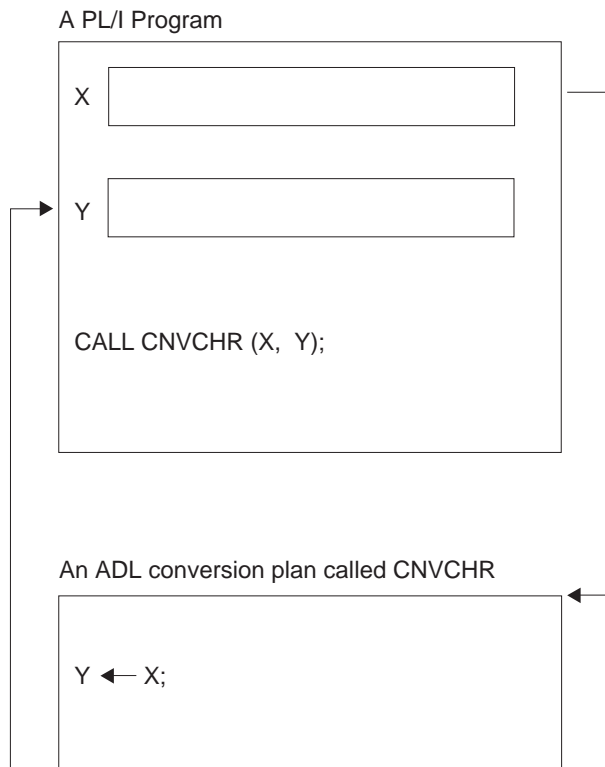 A PL/I Program
X
Y
CALL CNVCHR (X, Y);
An ADL conversion plan called CNVCHR
Y ← X;